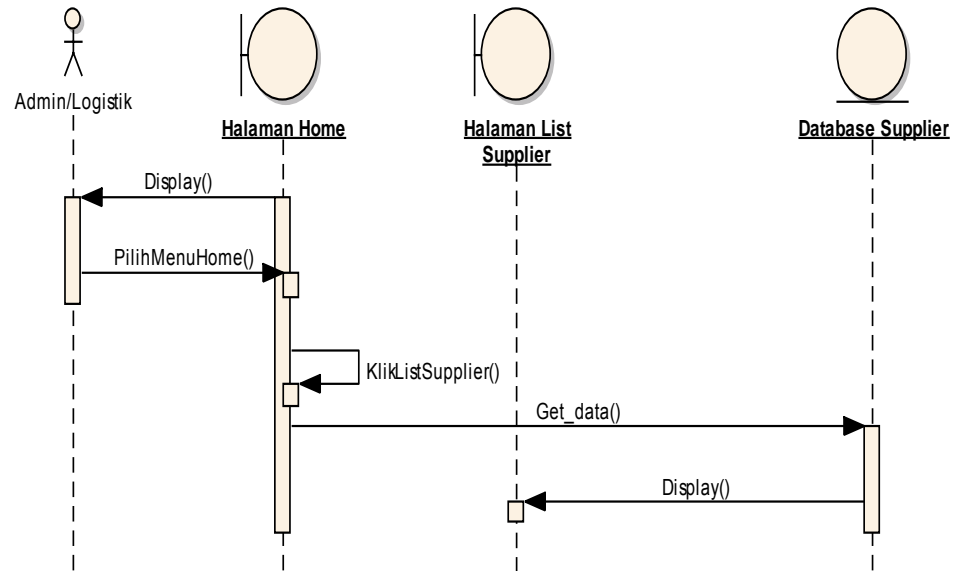 Admin/Logistik
Halaman Home
Halaman List
Supplier
Database Supplier
Display()
PilihMenuHome()
KlikListSupplier()
Get_data()
Display()